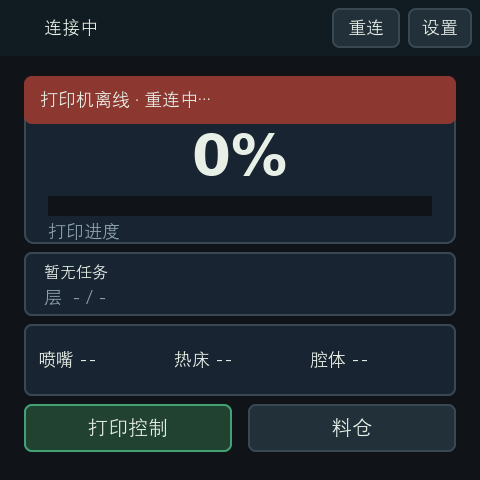 连接中 重连 设置
打印机离线 · 重连中…
0%
打印进度
暂无任务
层 - / -
喷嘴 -- 热床 -- 腔体 --
打印控制 料仓